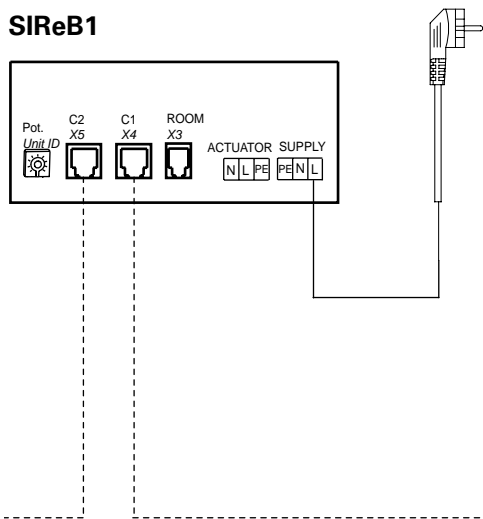 SIReB1
Pot.
Unit ID
C2
X5
C1
X4
ROOM
X3
ACTUATOR SUPPLY
N L PE PE N L